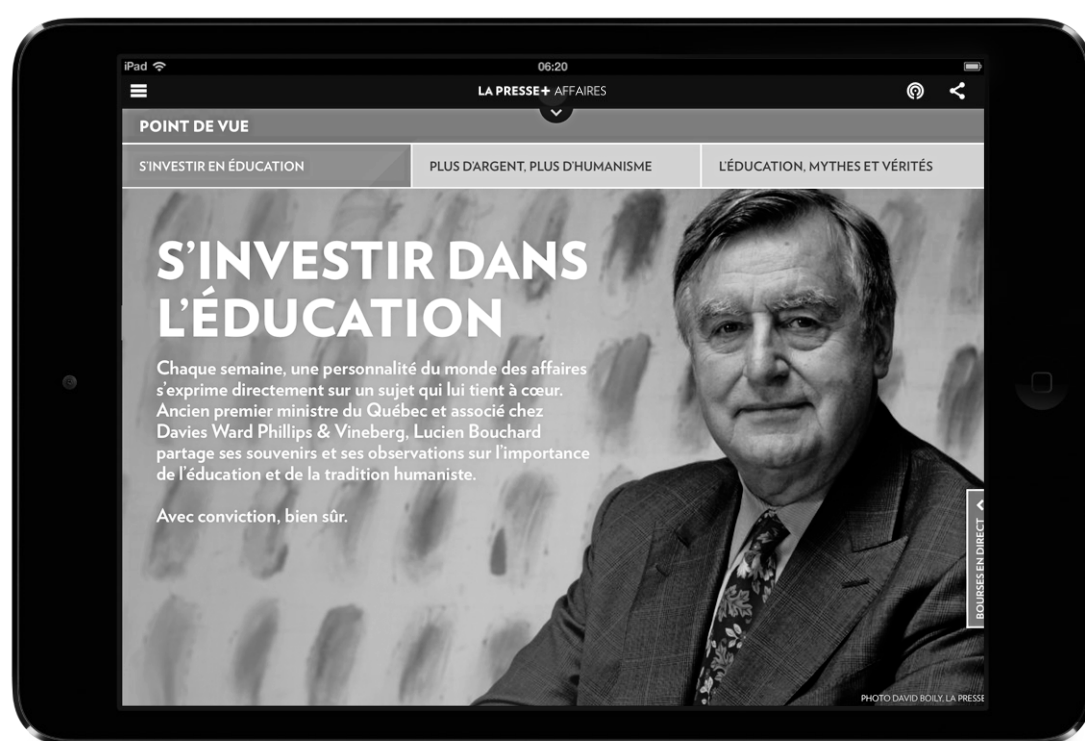 iPad
06:20
LA PRESSE+ AFFAIRES
POINT DE VUE
S'INVESTIR EN ÉDUCATION
PLUS D'ARGENT, PLUS D'HUMANISME
L'ÉDUCATION, MYTHES ET VÉRITÉS
S'INVESTIR DANS
L'ÉDUCATION
Chaque semaine, une personnalité du monde des affaires
s'exprime directement sur un sujet qui lui tient à cœur.
Ancien premier ministre du Québec et associé chez
Davies Ward Phillips & Vineberg, Lucien Bouchard
partage ses souvenirs et ses observations sur l'importance
de l'éducation et de la tradition humaniste.
Avec conviction, bien sûr.
BOURSES EN DIRECT
PHOTO DAVID BOILY, LA PRESSE